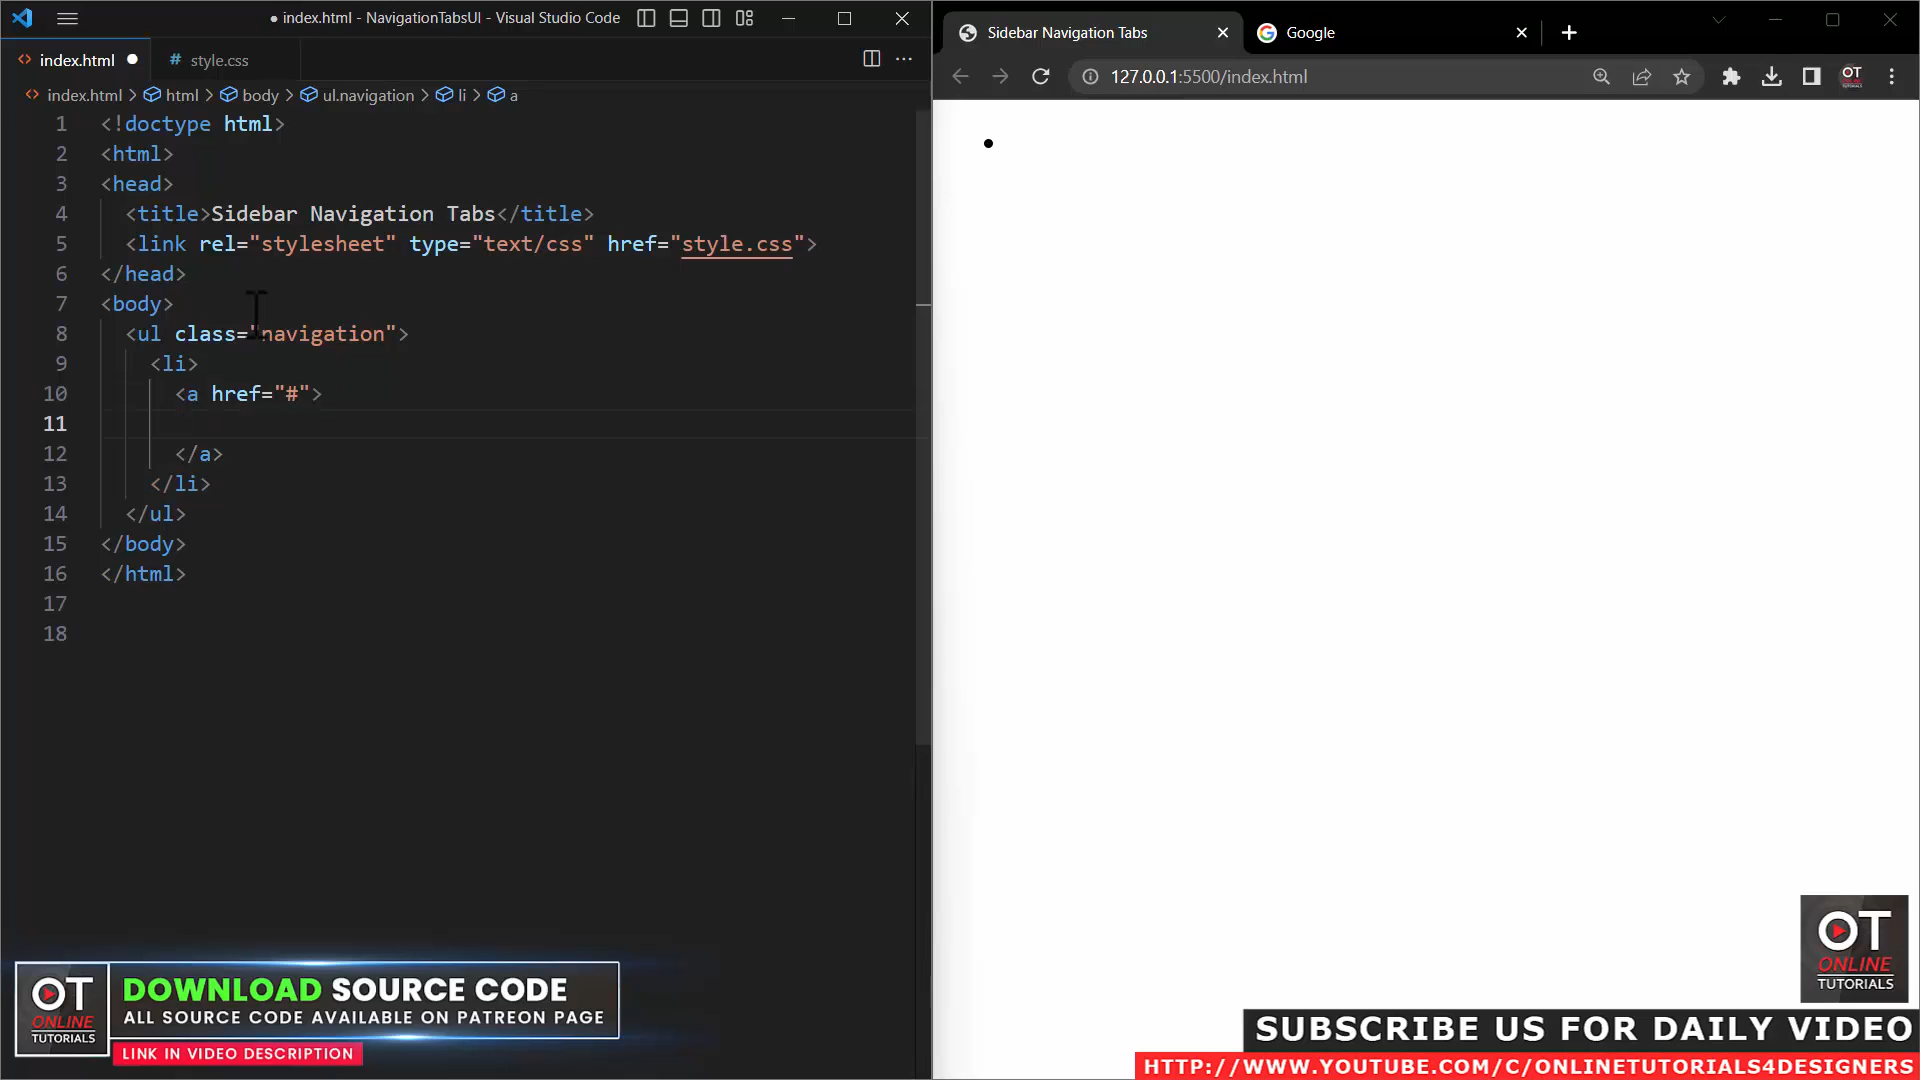 index.html - NavigationTabsUI - Visual Studio Code
index.html
style.css
index.html > html > body > ul.navigation > li > a
1 <!doctype html>
2 <html>
3 <head>
4 <title>Sidebar Navigation Tabs</title>
5 <link rel="stylesheet" type="text/css" href="style.css">
6 </head>
7 <body>
8 <ul class="navigation">
9 <li>
10 <a href="#">
11
12 </a>
13 </li>
14 </ul>
15 </body>
16 </html>
17
18
Sidebar Navigation Tabs
Google
127.0.0.1:5500/index.html
OT
ONLINE
TUTORIALS
DOWNLOAD SOURCE CODE
ALL SOURCE CODE AVAILABLE ON PATREON PAGE
LINK IN VIDEO DESCRIPTION
OT
ONLINE
TUTORIALS
SUBSCRIBE US FOR DAILY VIDEO
HTTP://WWW.YOUTUBE.COM/C/ONLINETUTORIALS4DESIGNERS